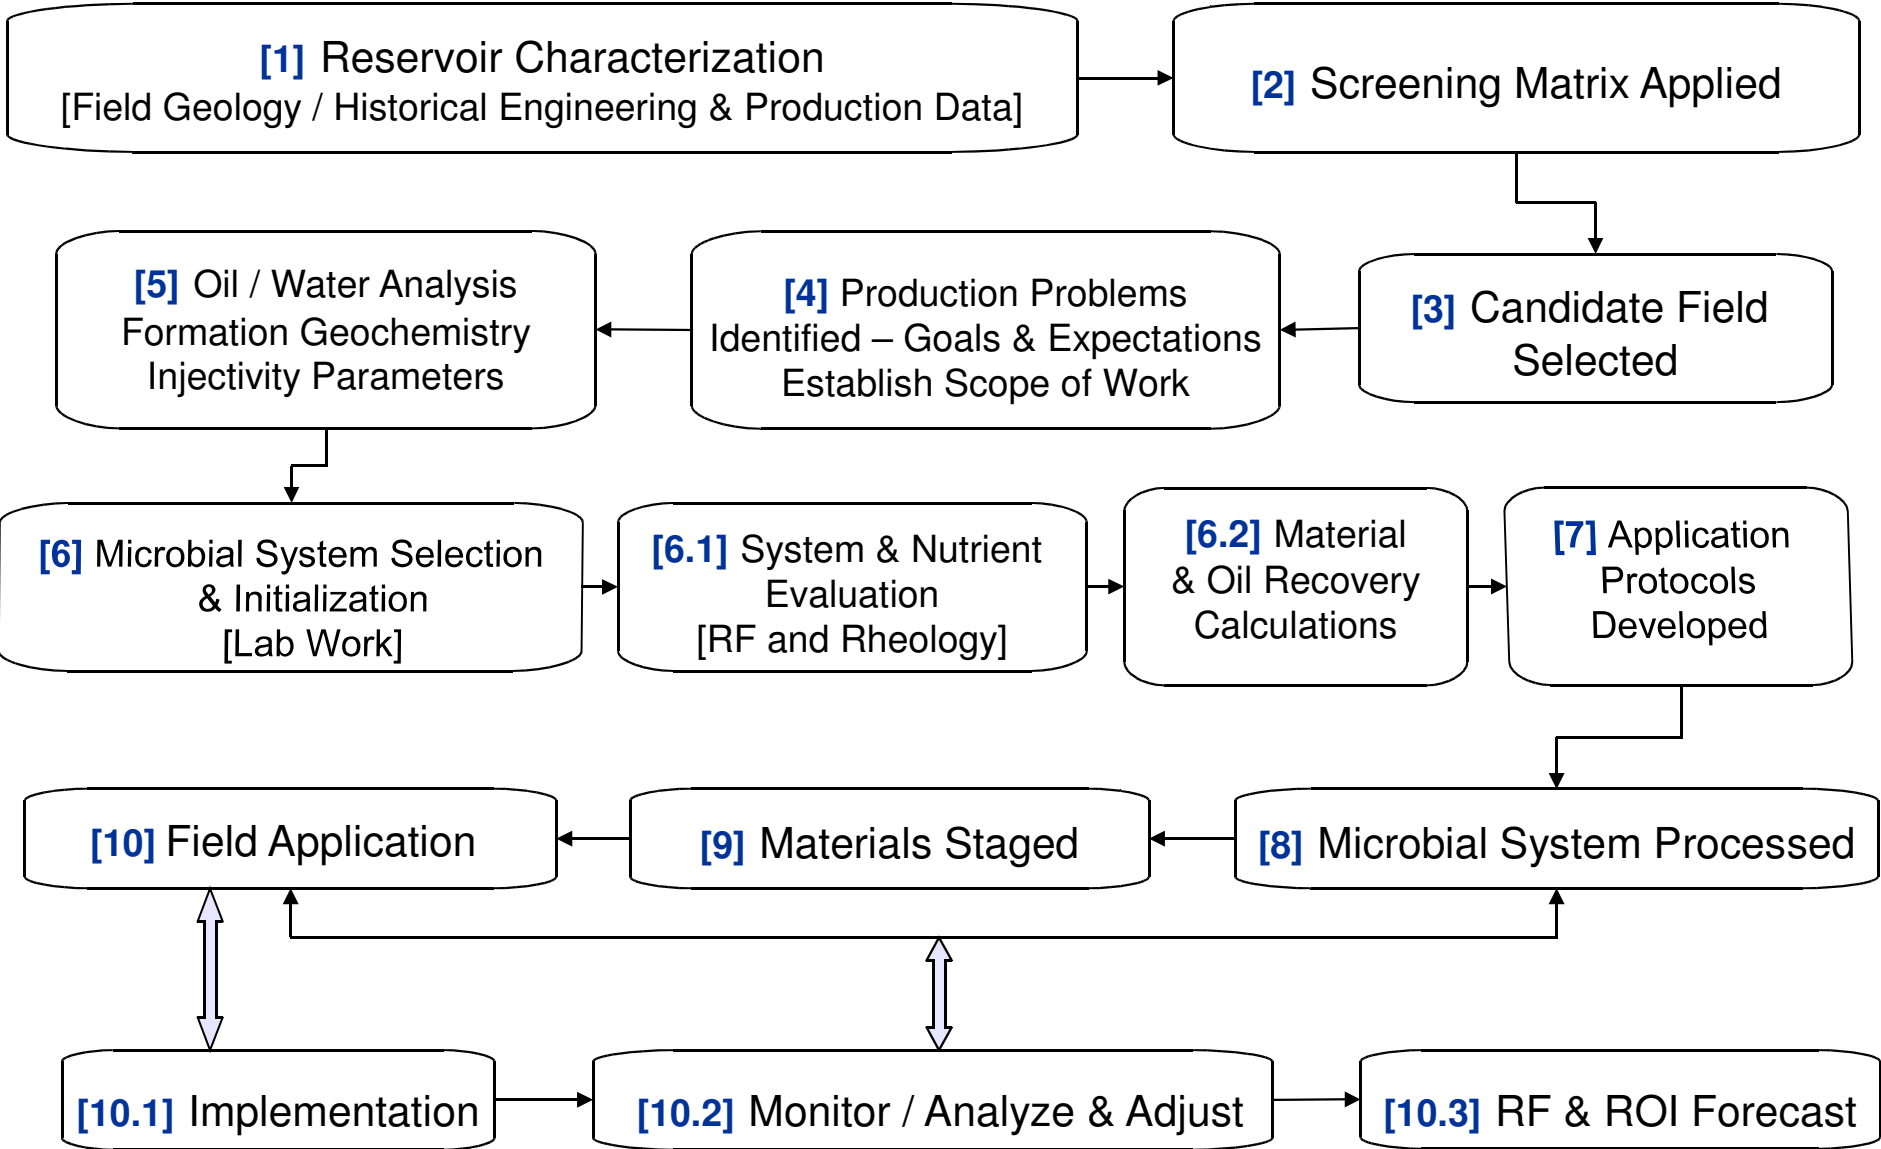 [1] Reservoir Characterization
[Field Geology / Historical Engineering & Production Data]
[2] Screening Matrix Applied
[3] Candidate Field
Selected
[4] Production Problems
Identified – Goals & Expectations
Establish Scope of Work
[5] Oil / Water Analysis
Formation Geochemistry
Injectivity Parameters
[6] Microbial System Selection
& Initialization
[Lab Work]
[6.1] System & Nutrient
Evaluation
[RF and Rheology]
[6.2] Material
& Oil Recovery
Calculations
[7] Application
Protocols
Developed
[8] Microbial System Processed
[9] Materials Staged
[10] Field Application
[10.1] Implementation
[10.2] Monitor / Analyze & Adjust
[10.3] RF & ROI Forecast